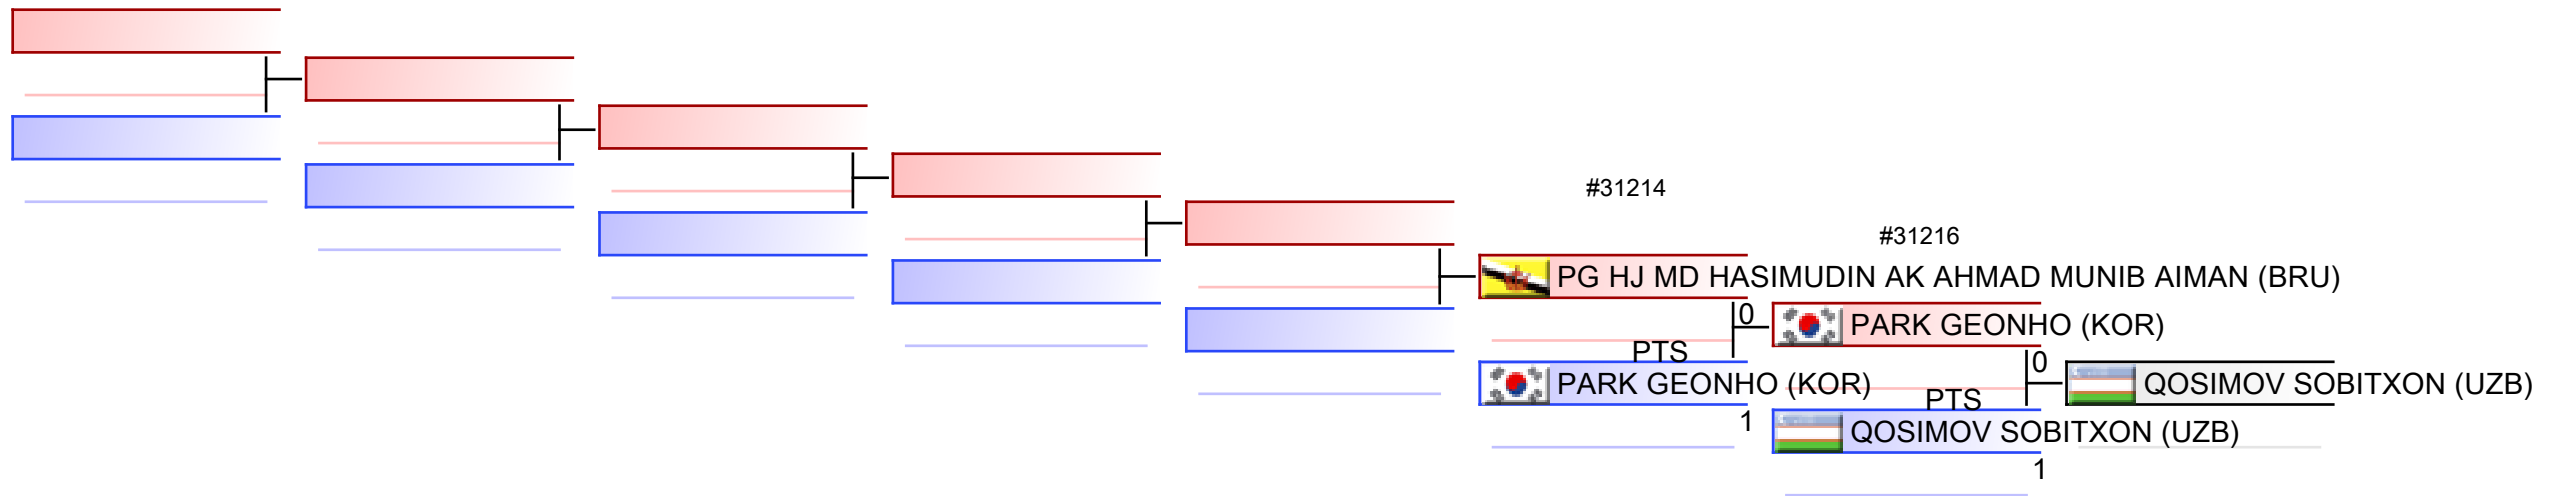 #31214
#31216
PG HJ MD HASIMUDIN AK AHMAD MUNIB AIMAN (BRU)
0
PARK GEONHO (KOR)
PTS
0
PARK GEONHO (KOR)
QOSIMOV SOBITXON (UZB)
PTS
1
QOSIMOV SOBITXON (UZB)
1